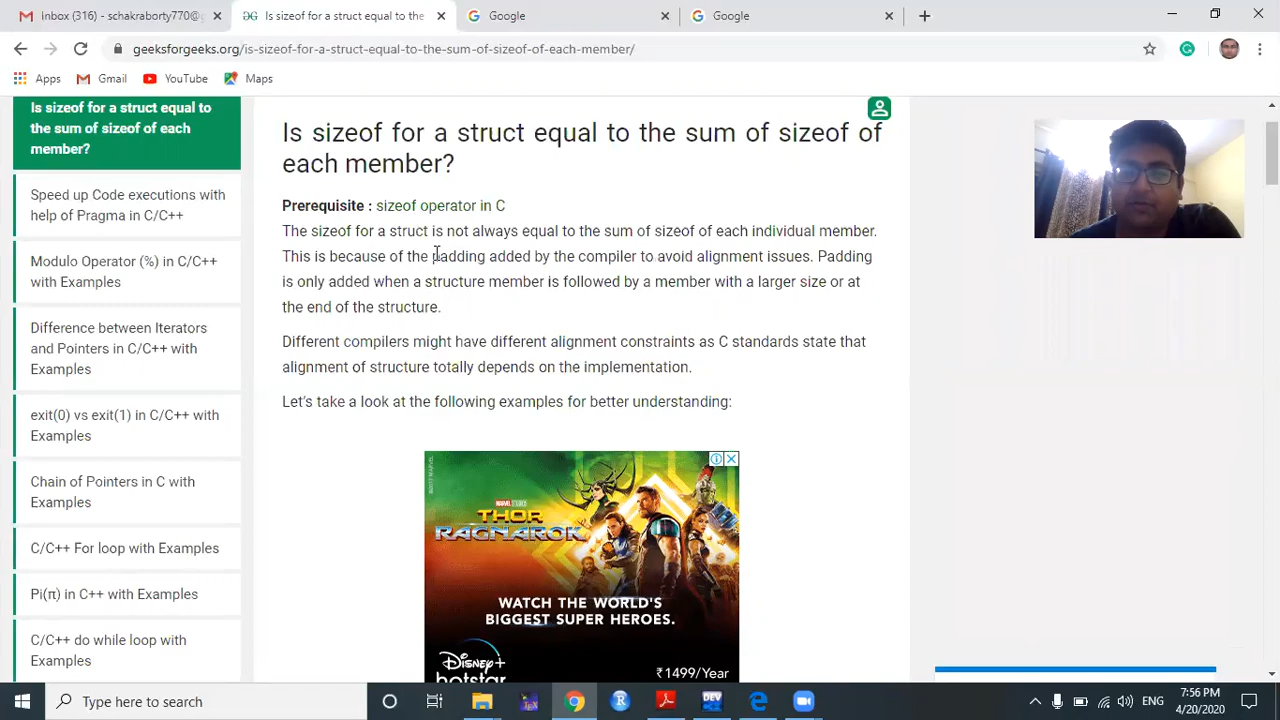 inbox (316) - schakraborty770@
Is sizeof for a struct equal to the
Google
Google
geeksforgeeks.org/is-sizeof-for-a-struct-equal-to-the-sum-of-sizeof-of-each-member/
Apps
Gmail
YouTube
Maps
Is sizeof for a struct equal to
the sum of sizeof of each
member?
Speed up Code executions with
help of Pragma in C/C++
Modulo Operator (%) in C/C++
with Examples
Difference between Iterators
and Pointers in C/C++ with
Examples
exit(0) vs exit(1) in C/C++ with
Examples
Chain of Pointers in C with
Examples
C/C++ For loop with Examples
Pi(π) in C++ with Examples
C/C++ do while loop with
Examples
Is sizeof for a struct equal to the sum of sizeof of
each member?
Prerequisite : sizeof operator in C
The sizeof for a struct is not always equal to the sum of sizeof of each individual member.
This is because of the padding added by the compiler to avoid alignment issues. Padding
is only added when a structure member is followed by a member with a larger size or at
the end of the structure.
Different compilers might have different alignment constraints as C standards state that
alignment of structure totally depends on the implementation.
Let's take a look at the following examples for better understanding:
MARVEL STUDIOS
THOR
RAGNAROK
WATCH THE WORLD'S
BIGGEST SUPER HEROES.
Disney+
hotstar
₹1499/Year
Type here to search
DEV
ENG
7:56 PM
4/20/2020